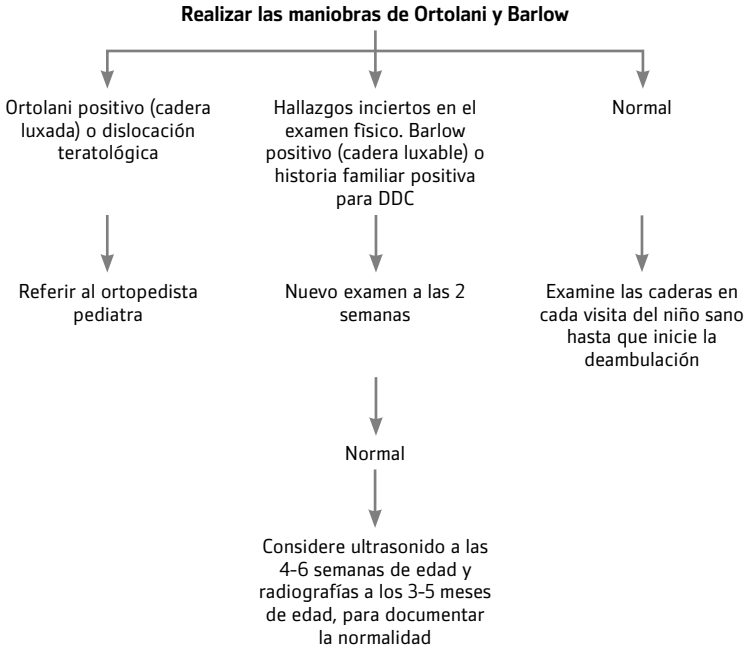 Realizar las maniobras de Ortolani y Barlow
Ortolani positivo (cadera
luxada) o dislocación
teratológica
Hallazgos inciertos en el
examen físico. Barlow
positivo (cadera luxable) o
historia familiar positiva
para DDC
Normal
Referir al ortopedista
pediatra
Nuevo examen a las 2
semanas
Examine las caderas en
cada visita del niño sano
hasta que inicie la
deambulación
Normal
Considere ultrasonido a las
4-6 semanas de edad y
radiografías a los 3-5 meses
de edad, para documentar
la normalidad